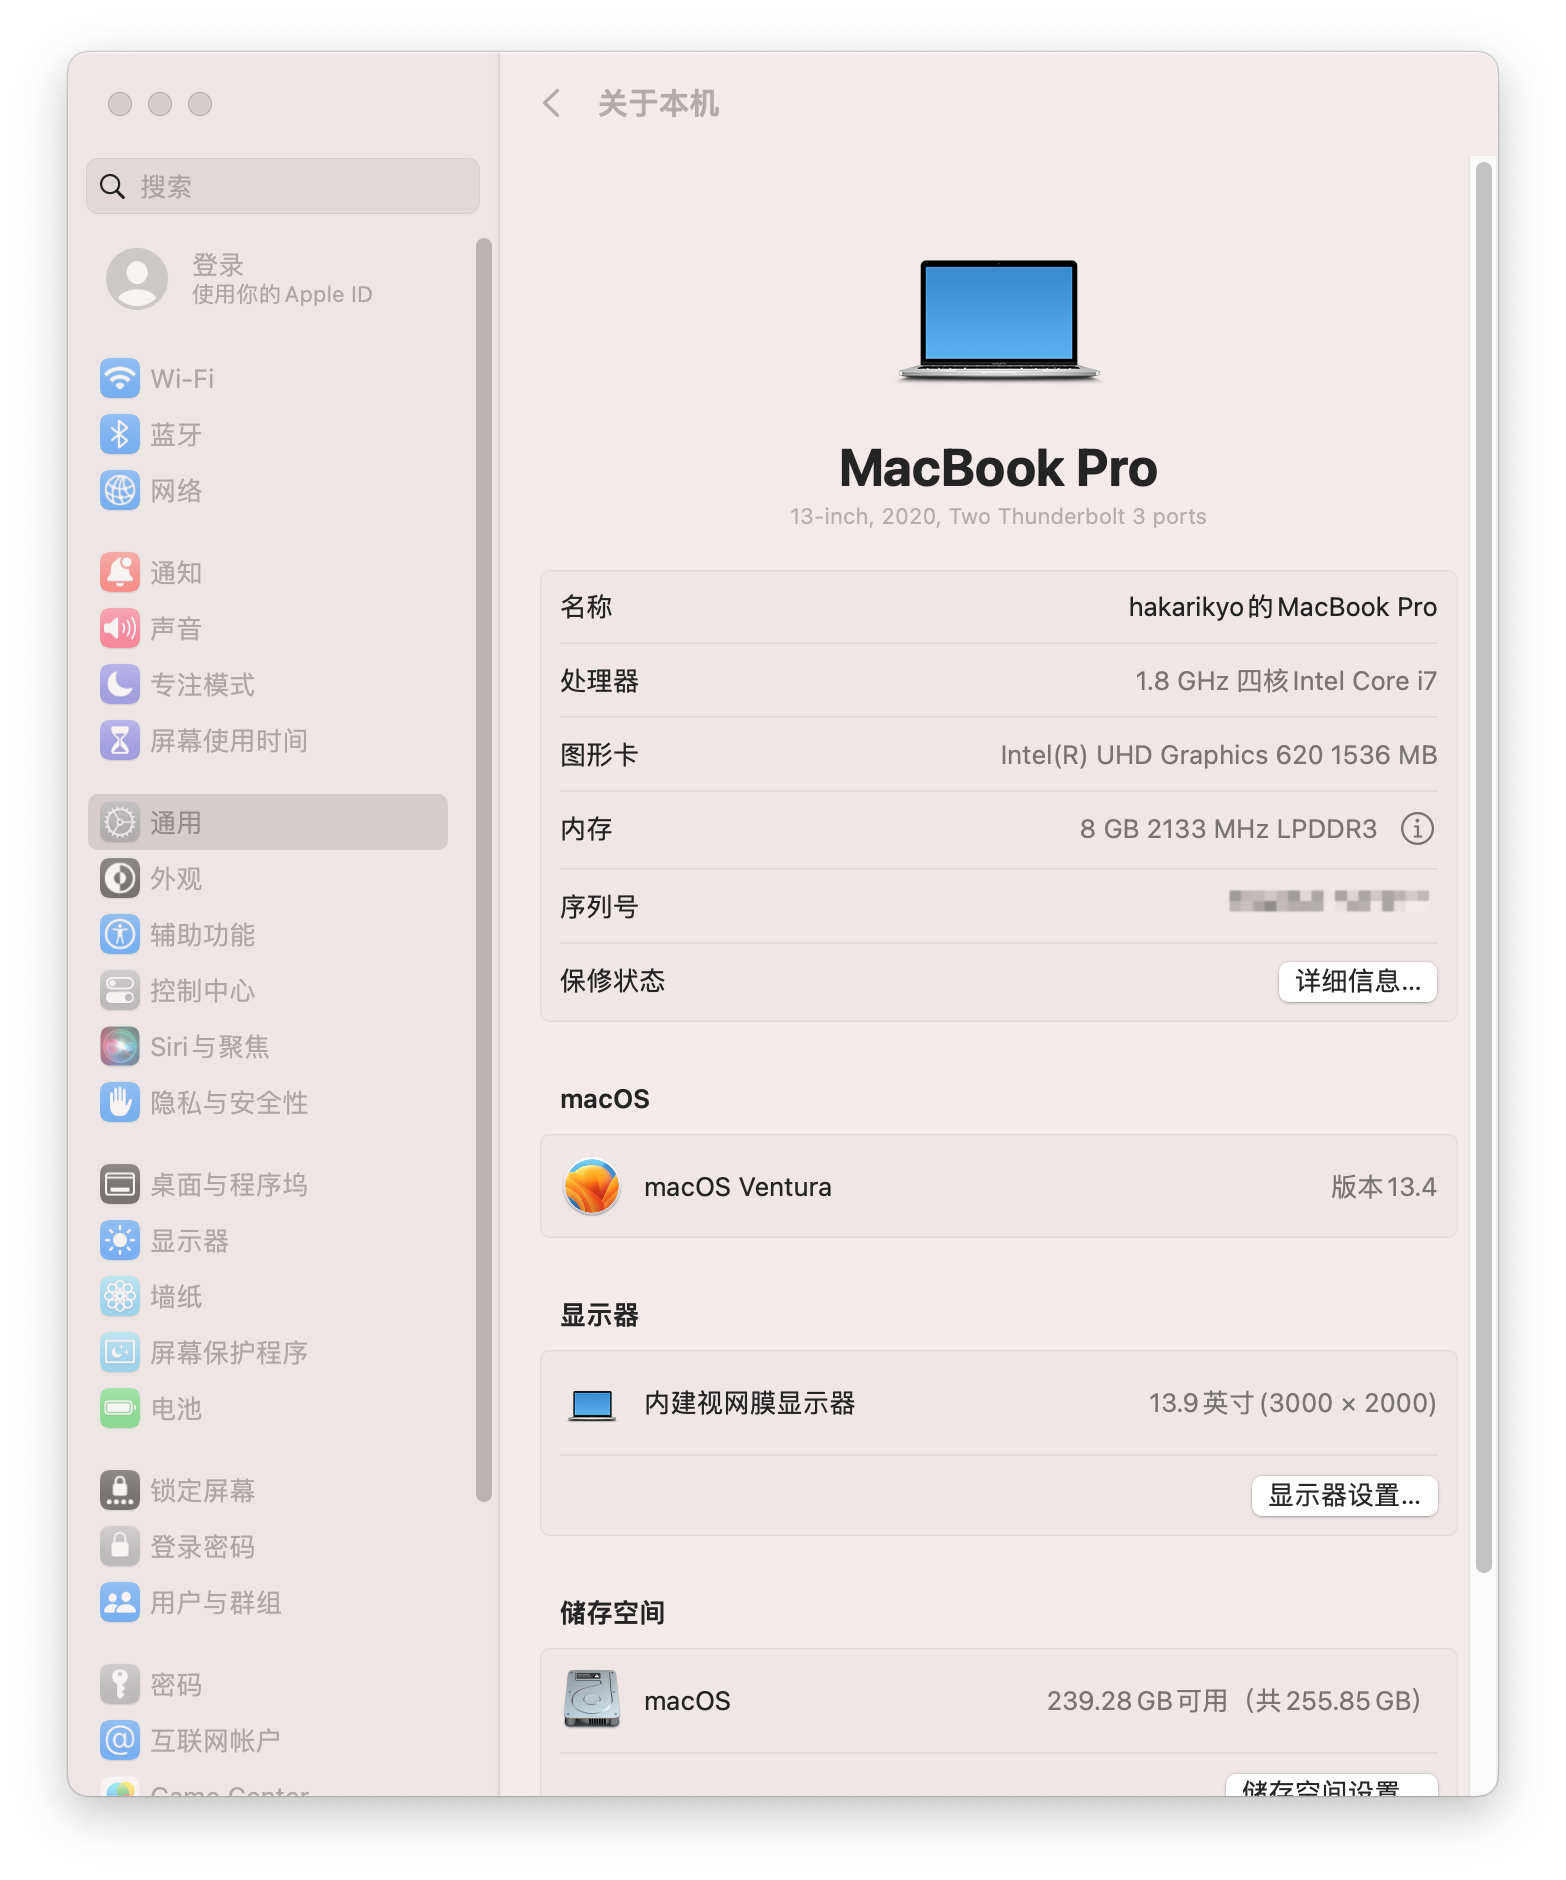 搜索
登录
使用你的 Apple ID
Wi-Fi
蓝牙
网络
通知
声音
专注模式
屏幕使用时间
通用
外观
辅助功能
控制中心
Siri与聚焦
隐私与安全性
桌面与程序坞
显示器
墙纸
屏幕保护程序
电池
锁定屏幕
登录密码
用户与群组
密码
互联网帐户
Game Center
关于本机
MacBook Pro
13-inch, 2020, Two Thunderbolt 3 ports
名称 hakarikyo的MacBook Pro
处理器 1.8 GHz 四核Intel Core i7
图形卡 Intel(R) UHD Graphics 620 1536 MB
内存 8 GB 2133 MHz LPDDR3
序列号
保修状态 详细信息...
macOS
macOS Ventura 版本13.4
显示器
内建视网膜显示器 13.9英寸 (3000 × 2000)
显示器设置...
储存空间
macOS 239.28 GB可用（共255.85 GB）
储存空间设置...